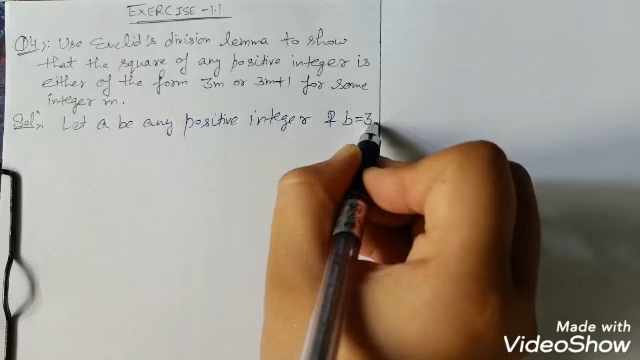 EXERCISE-1.1
Q4:- Use Euclid's division lemma to show
that the square of any positive integer is
either of the form 3m or 3m+1 for some
integer m.
Solⁿ:- Let a be any positive integer & b=3
Made with
VideoShow